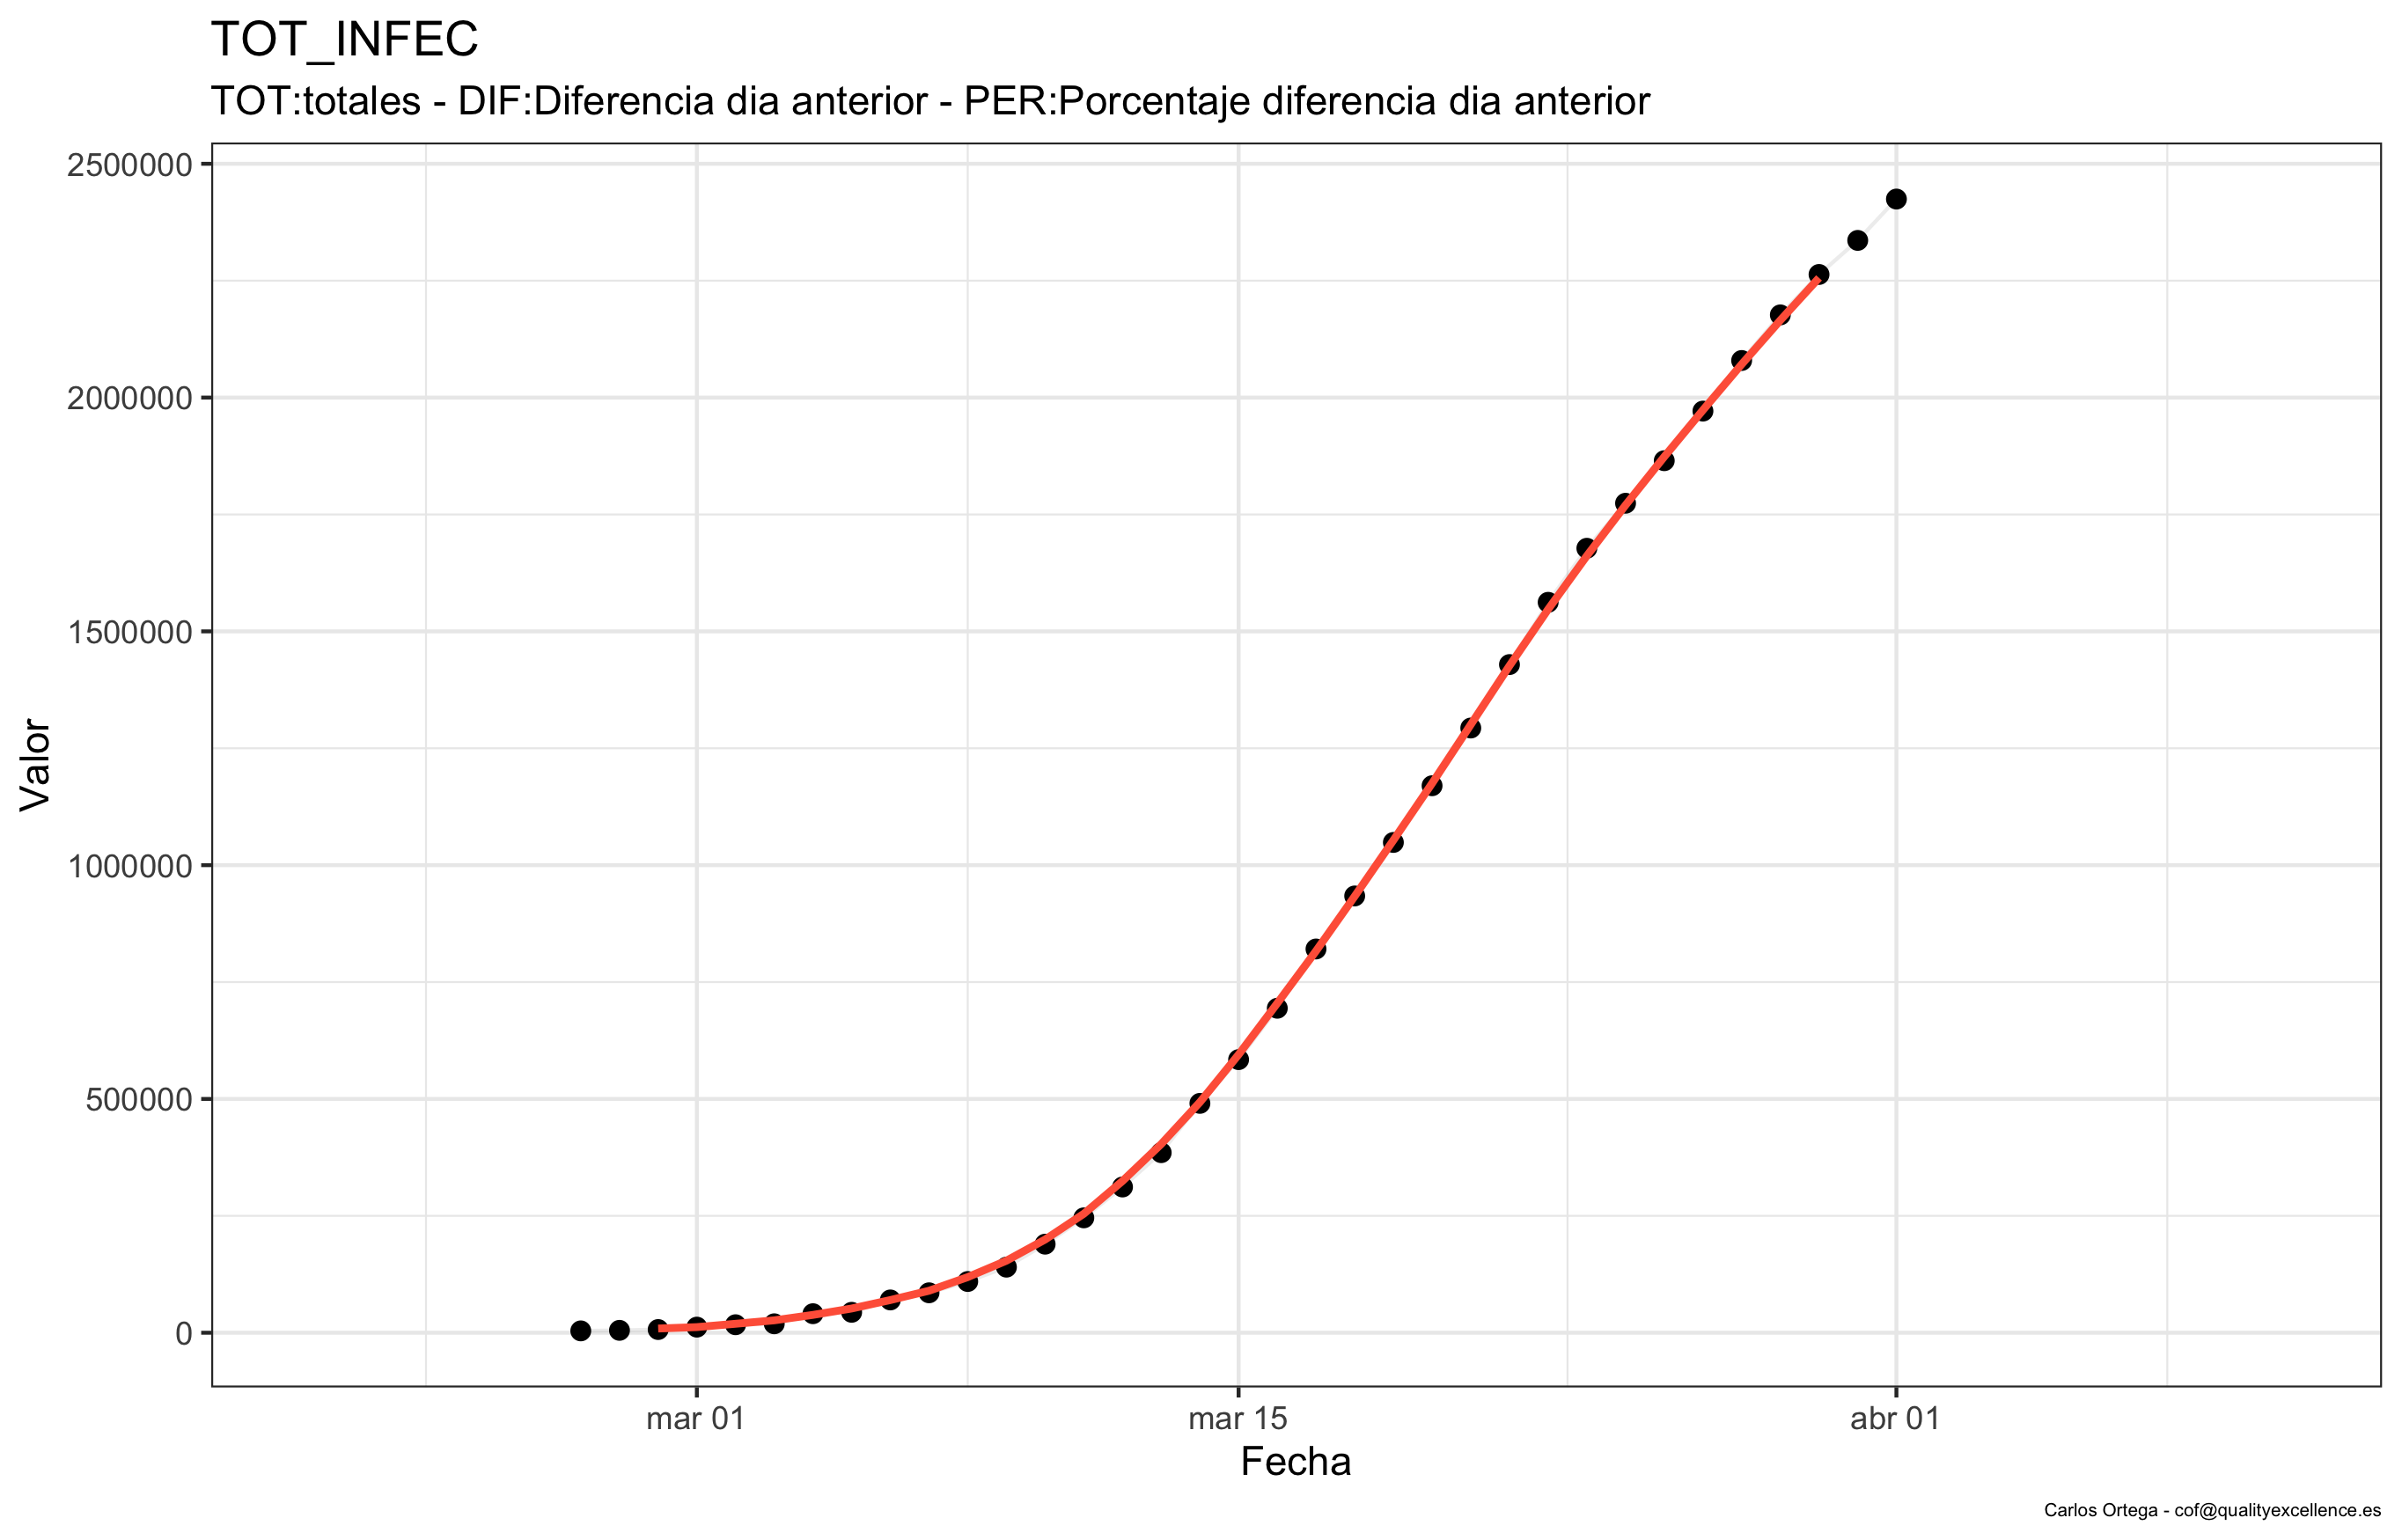 TOT_INFEC
TOT:totales - DIF:Diferencia dia anterior - PER:Porcentaje diferencia dia anterior
2500000
2000000
1500000
1000000
500000
0
Valor
mar 01
mar 15
abr 01
Fecha
Carlos Ortega - cof@qualityexcellence.es